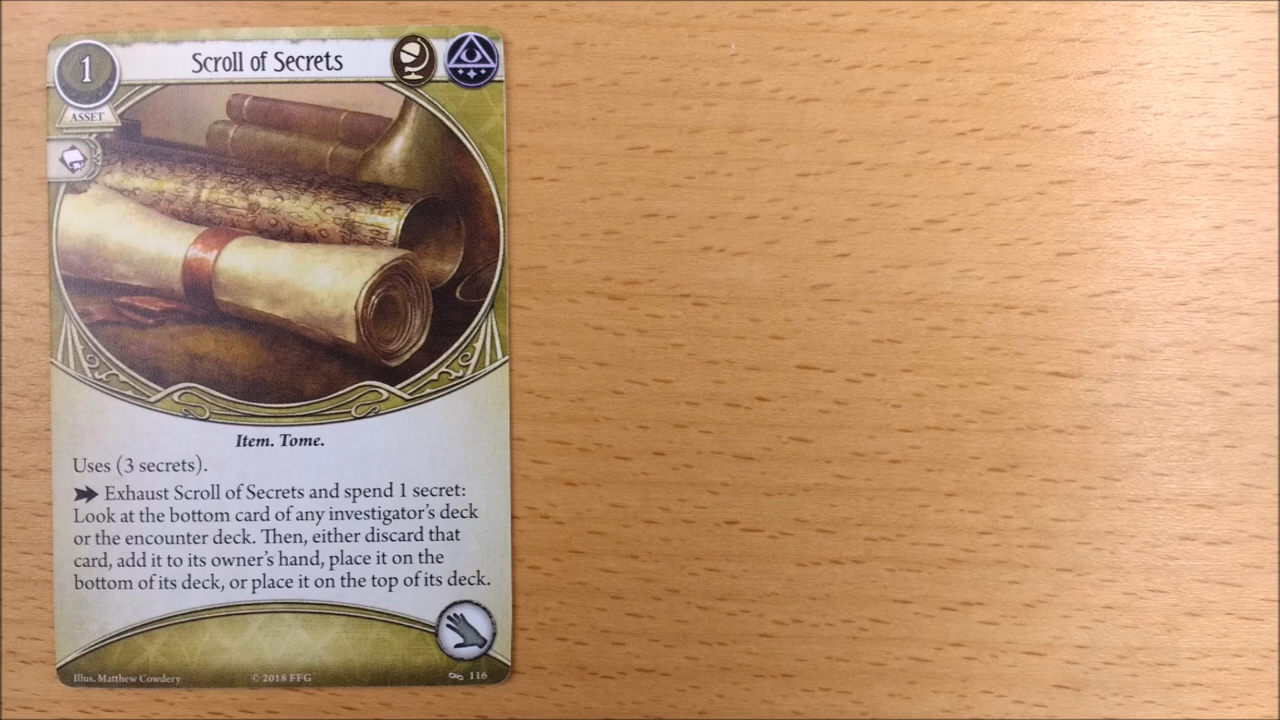 1
Scroll of Secrets
ASSET
Item. Tome.
Uses (3 secrets).
Exhaust Scroll of Secrets and spend 1 secret:
Look at the bottom card of any investigator's deck
or the encounter deck. Then, either discard that
card, add it to its owner's hand, place it on the
bottom of its deck, or place it on the top of its deck.
Illus. Matthew Cowdery
© 2018 FFG
116